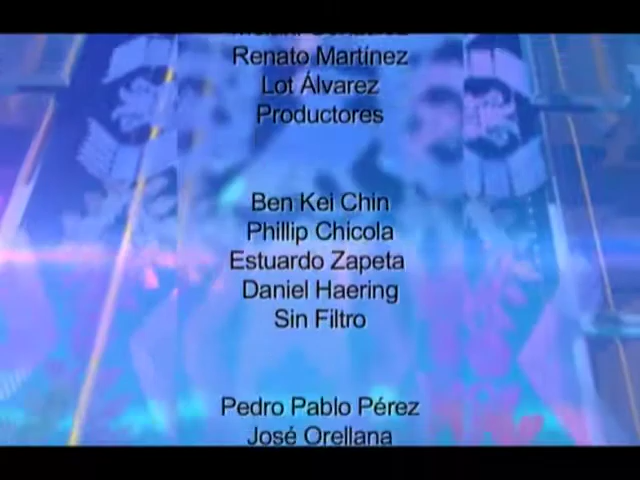 Renato Martínez
Lot Álvarez
Productores
Ben Kei Chin
Phillip Chicola
Estuardo Zapeta
Daniel Haering
Sin Filtro
Pedro Pablo Pérez
José Orellana